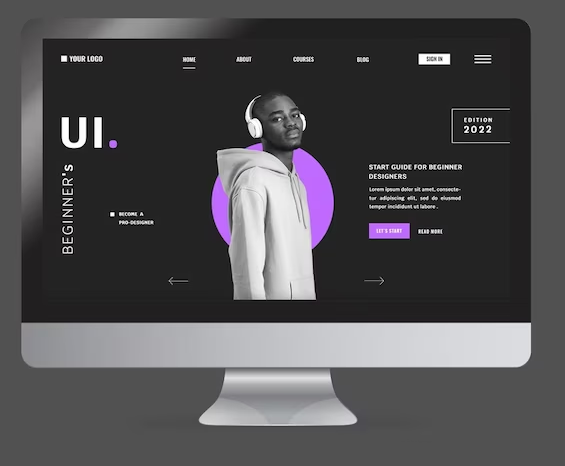 YOUR LOGO
HOME
ABOUT
COURSES
BLOG
SIGN IN
UI.
BEGINNER's
BECOME A
PRO-DESIGNER
EDITION
2022
START GUIDE FOR BEGINNER
DESIGNERS
Lorem ipsum dolor sit amet, consecte-
tur adipiscing elit, sed do eiusmod
tempor incididunt ut labore .
LET'S START
READ MORE